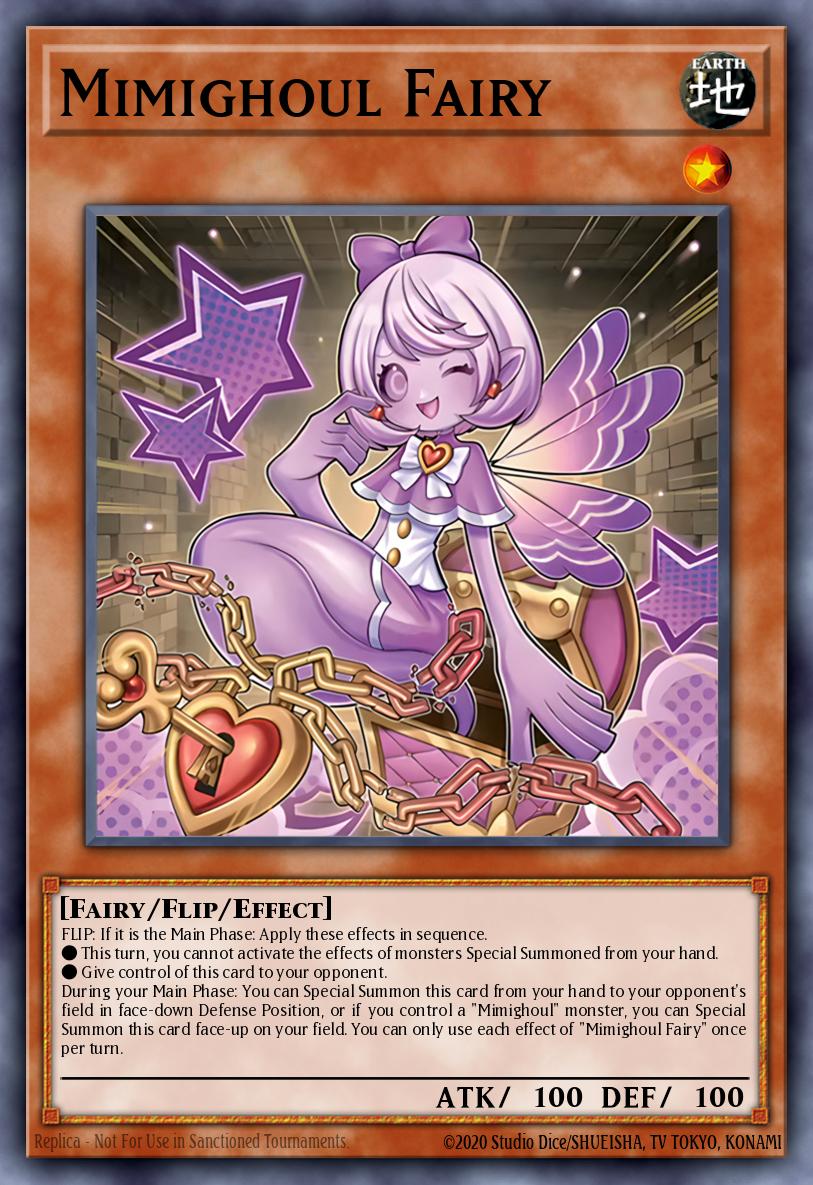 Mimighoul Fairy
EARTH
地
[Fairy/Flip/Effect]
FLIP: If it is the Main Phase: Apply these effects in sequence.
● This turn, you cannot activate the effects of monsters Special Summoned from your hand.
● Give control of this card to your opponent.
During your Main Phase: You can Special Summon this card from your hand to your opponent's
field in face-down Defense Position, or if you control a "Mimighoul" monster, you can Special
Summon this card face-up on your field. You can only use each effect of "Mimighoul Fairy" once
per turn.
ATK/ 100 DEF/ 100
Replica - Not For Use in Sanctioned Tournaments.
©2020 Studio Dice/SHUEISHA, TV TOKYO, KONAMI